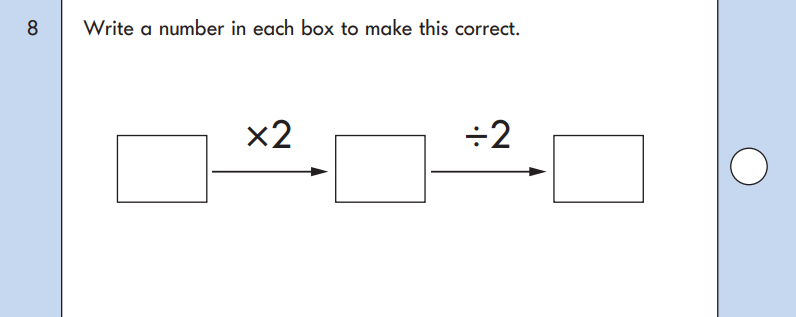 8 Write a number in each box to make this correct.
×2 ÷2